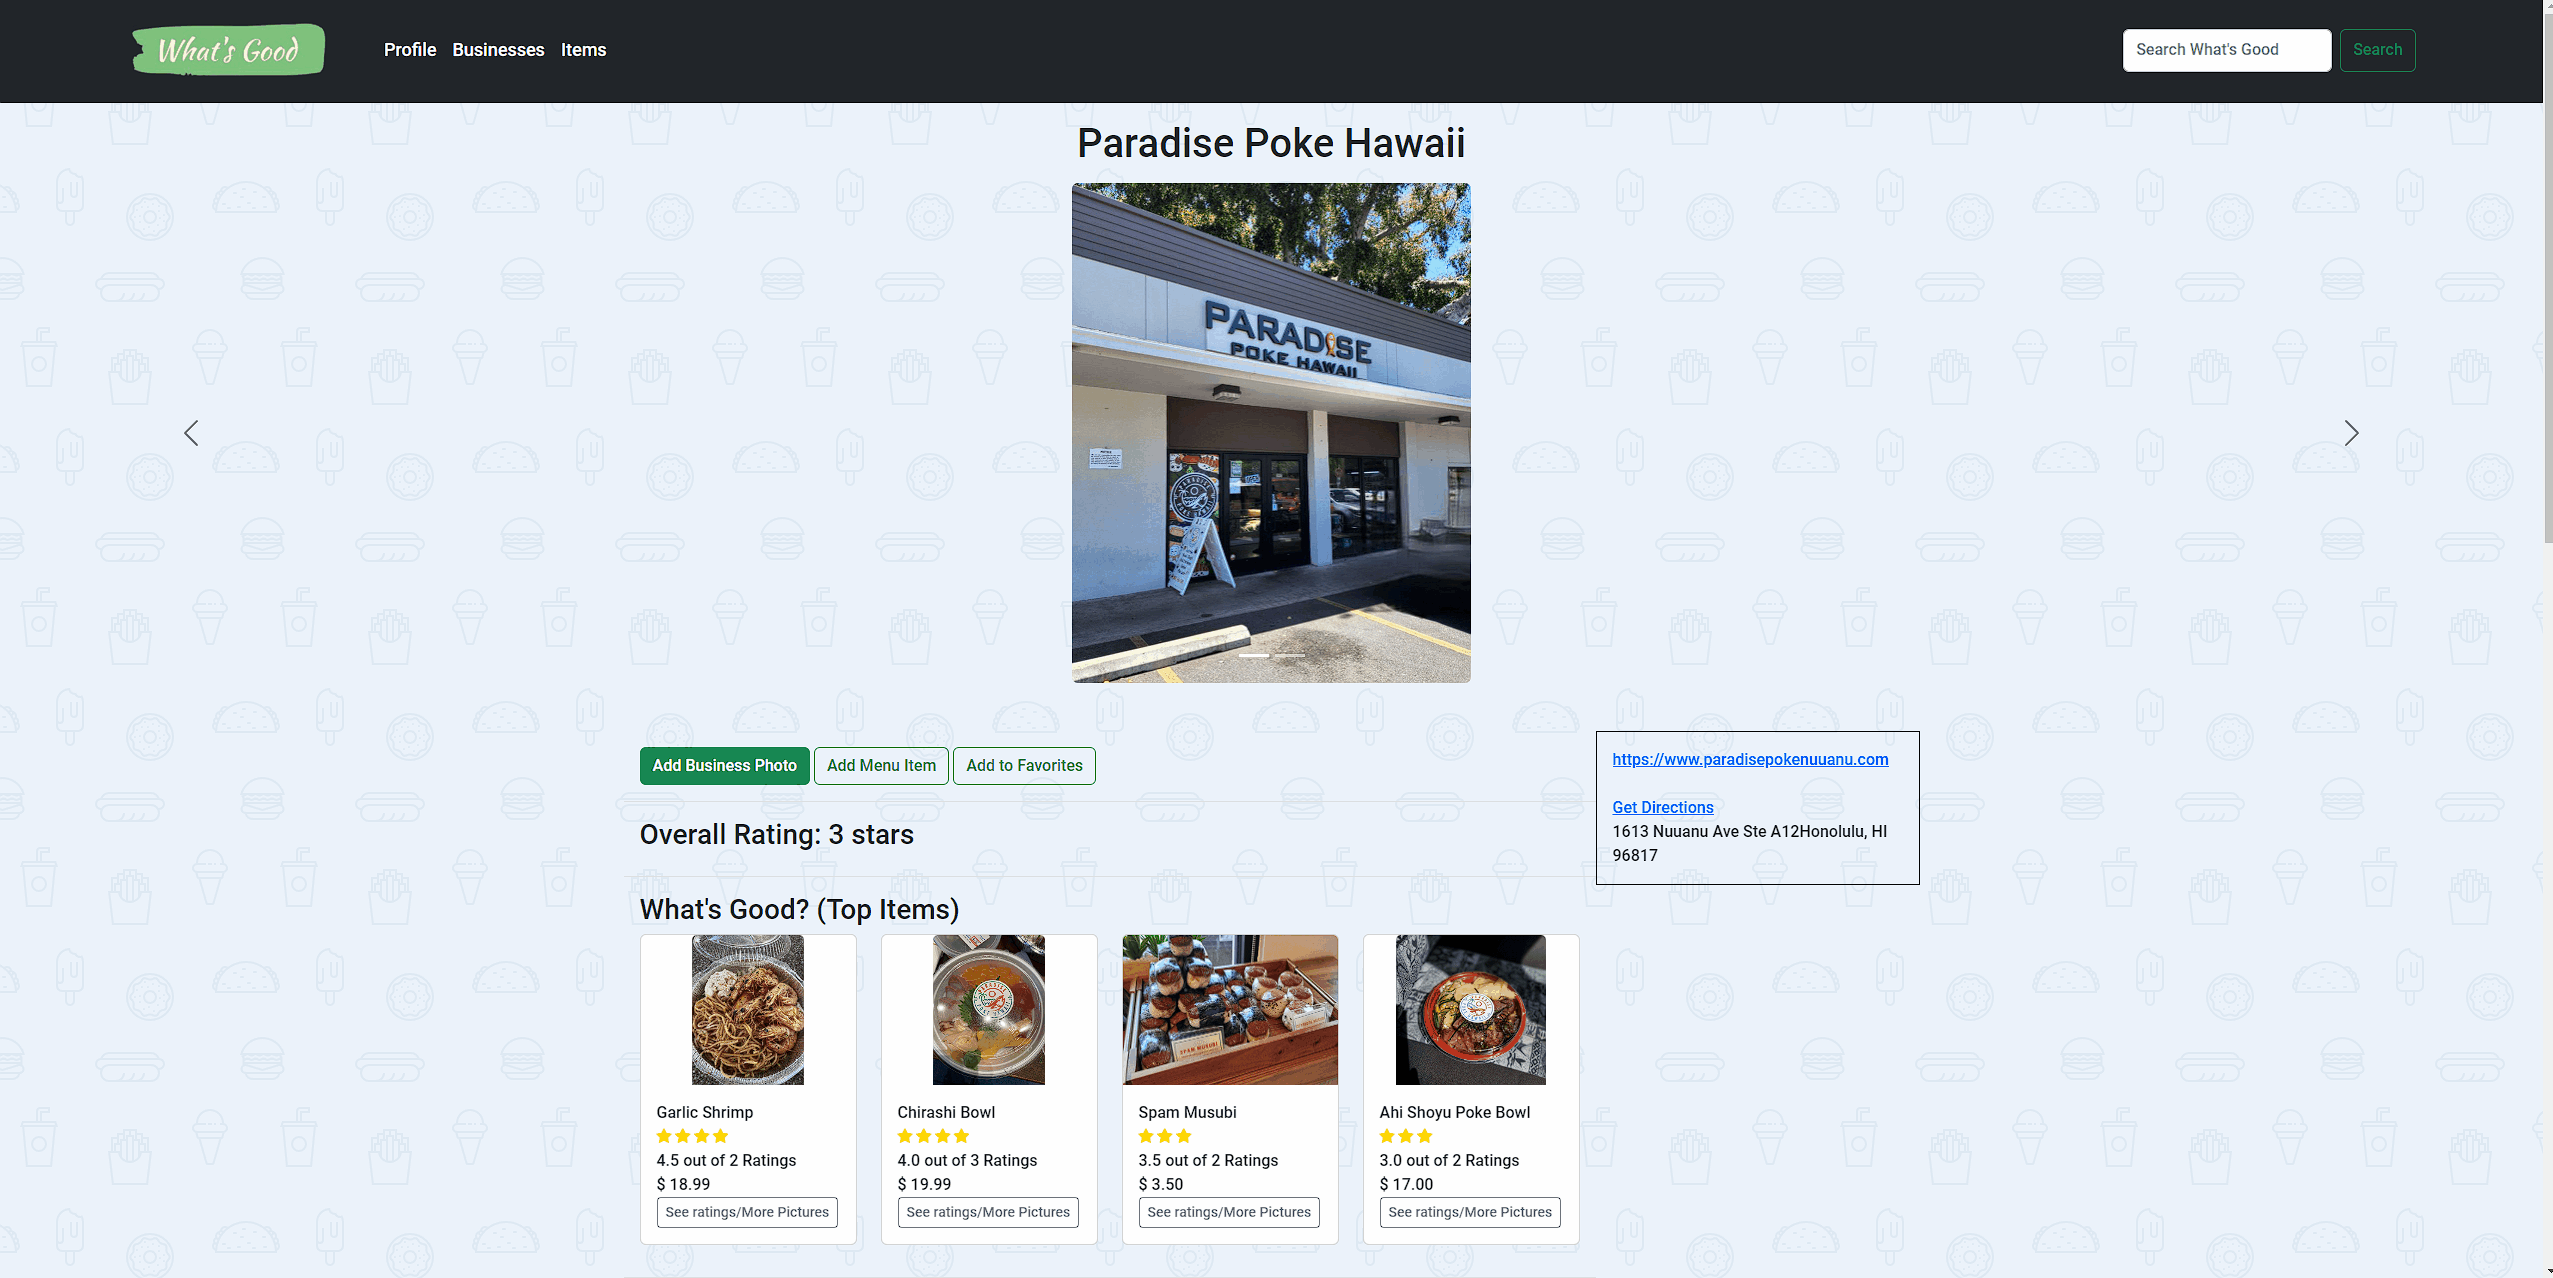 What's Good
Profile Businesses Items
Search What's Good Search
Paradise Poke Hawaii
PARADISE
POKE HAWAII
Add Business Photo Add Menu Item Add to Favorites
https://www.paradisepokenuuanu.com
Get Directions
1613 Nuuanu Ave Ste A12Honolulu, HI
96817
Overall Rating: 3 stars
What's Good? (Top Items)
SPAM MUSUBI
Garlic Shrimp
4.5 out of 2 Ratings
$ 18.99
See ratings/More Pictures
Chirashi Bowl
4.0 out of 3 Ratings
$ 19.99
See ratings/More Pictures
Spam Musubi
3.5 out of 2 Ratings
$ 3.50
See ratings/More Pictures
Ahi Shoyu Poke Bowl
3.0 out of 2 Ratings
$ 17.00
See ratings/More Pictures